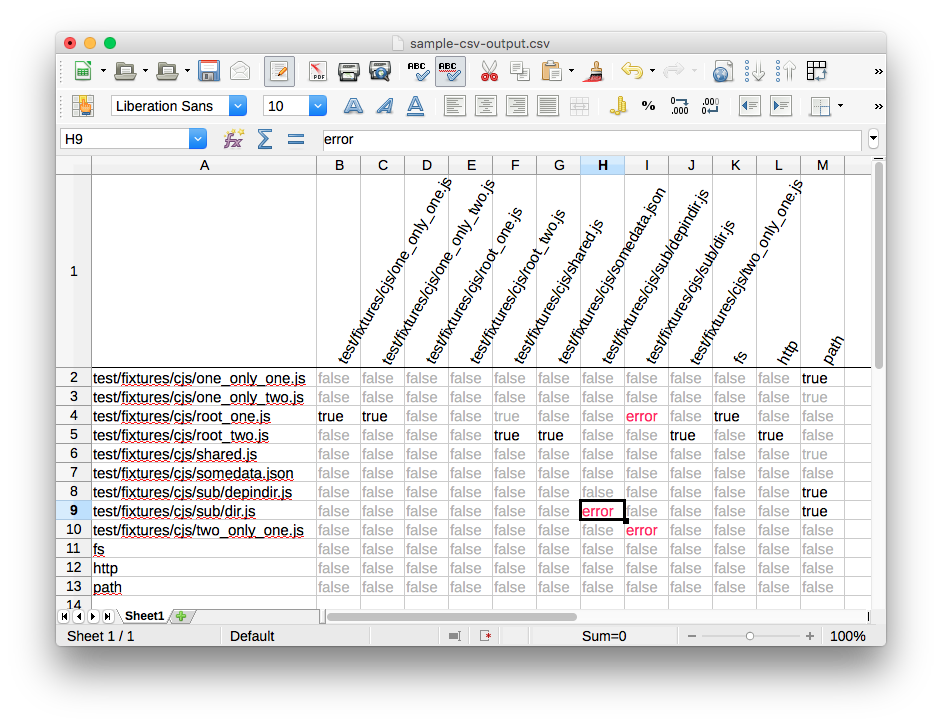 sample-csv-output.csv
PDF ABC ABC »
Liberation Sans 10 % .000 .000 »
H9 Σ = error
A B C D E F G H I J K L M
1 test/fixtures/cjs/one_only_one.js test/fixtures/cjs/one_only_two.js test/fixtures/cjs/root_one.js test/fixtures/cjs/root_two.js test/fixtures/cjs/shared.js test/fixtures/cjs/somedata.json test/fixtures/cjs/sub/depindir.js test/fixtures/cjs/sub/dir.js test/fixtures/cjs/two_only_one.js fs http path
2 test/fixtures/cjs/one_only_one.js false false false false false false false false false false false true
3 test/fixtures/cjs/one_only_two.js false false false false false false false false false false false true
4 test/fixtures/cjs/root_one.js true true false false true false false error false true false false
5 test/fixtures/cjs/root_two.js false false false false true true false false true false true false
6 test/fixtures/cjs/shared.js false false false false false false false false false false false true
7 test/fixtures/cjs/somedata.json false false false false false false false false false false false false
8 test/fixtures/cjs/sub/depindir.js false false false false false false false false false false false true
9 test/fixtures/cjs/sub/dir.js false false false false false false error false false false false true
10 test/fixtures/cjs/two_only_one.js false false false false false false false error false false false false
11 fs false false false false false false false false false false false false
12 http false false false false false false false false false false false false
13 path false false false false false false false false false false false false
14
Sheet1
Sheet 1 / 1 Default Sum=0 100%